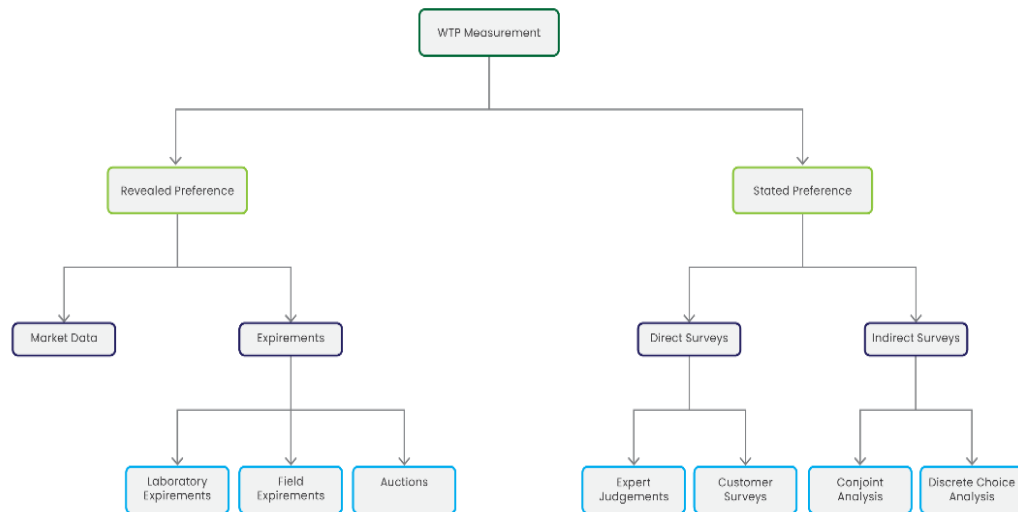 WTP Measurement
Revealed Preference
Stated Preference
Market Data
Expirements
Direct Surveys
Indirect Surveys
Laboratory
Expirements
Field
Expirements
Auctions
Expert
Judgements
Customer
Surveys
Conjoint
Analysis
Discrete Choice
Analysis